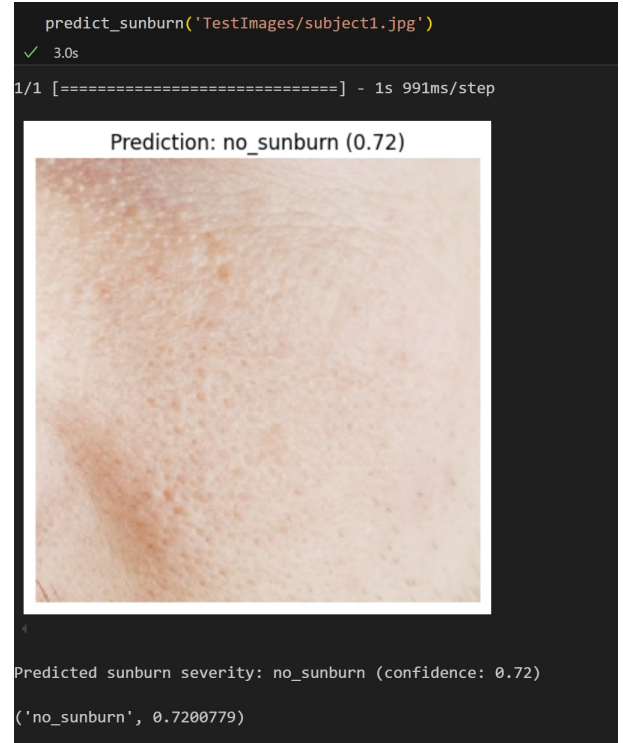 predict_sunburn('TestImages/subject1.jpg')
✓ 3.0s
1/1 [==============================] - 1s 991ms/step
Prediction: no_sunburn (0.72)
Predicted sunburn severity: no_sunburn (confidence: 0.72)
('no_sunburn', 0.7200779)